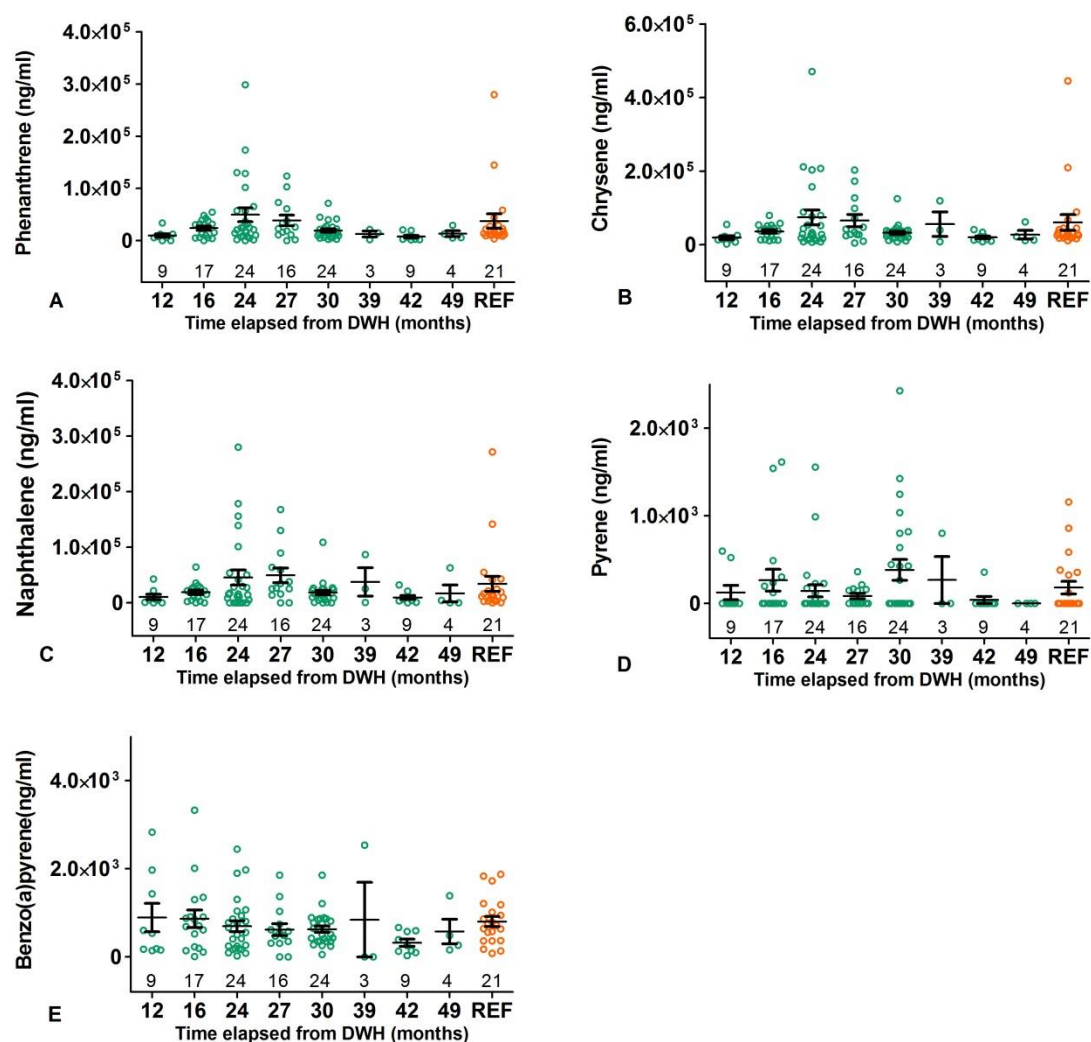 Phenanthrene (ng/ml)
4.0×10⁵
3.0×10⁵
2.0×10⁵
1.0×10⁵
0
9 17 24 16 24 3 9 4 21
12 16 24 27 30 39 42 49 REF
A
Time elapsed from DWH (months)
Chrysene (ng/ml)
6.0×10⁵
4.0×10⁵
2.0×10⁵
0
9 17 24 16 24 3 9 4 21
12 16 24 27 30 39 42 49 REF
B
Time elapsed from DWH (months)
Naphthalene (ng/ml)
4.0×10⁵
3.0×10⁵
2.0×10⁵
1.0×10⁵
0
9 17 24 16 24 3 9 4 21
12 16 24 27 30 39 42 49 REF
C
Time elapsed from DWH (months)
Pyrene (ng/ml)
2.0×10³
1.0×10³
0
9 17 24 16 24 3 9 4 21
12 16 24 27 30 39 42 49 REF
D
Time elapsed from DWH (months)
Benzo(a)pyrene(ng/ml)
4.0×10³
2.0×10³
0
9 17 24 16 24 3 9 4 21
12 16 24 27 30 39 42 49 REF
E
Time elapsed from DWH (months)